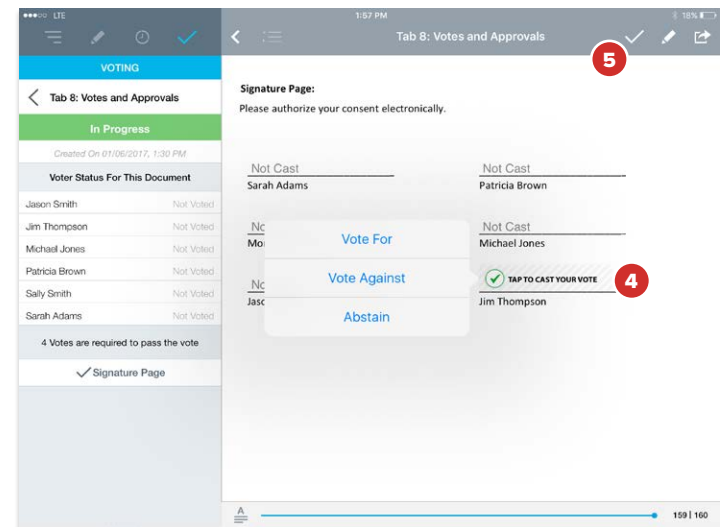 LTE 1:57 PM 18%
VOTING
Tab 8: Votes and Approvals
Tab 8: Votes and Approvals
5
In Progress
Created On 01/06/2017, 1:30 PM
Voter Status For This Document
Jason Smith Not Voted
Jim Thompson Not Voted
Michael Jones Not Voted
Patricia Brown Not Voted
Sally Smith Not Voted
Sarah Adams Not Voted
4 Votes are required to pass the vote
Signature Page
Signature Page:
Please authorize your consent electronically.
Not Cast Not Cast
Sarah Adams Patricia Brown
Not Cast
Michael Jones
Vote For
Vote Against
Abstain
TAP TO CAST YOUR VOTE 4
Jim Thompson
A
159 | 160